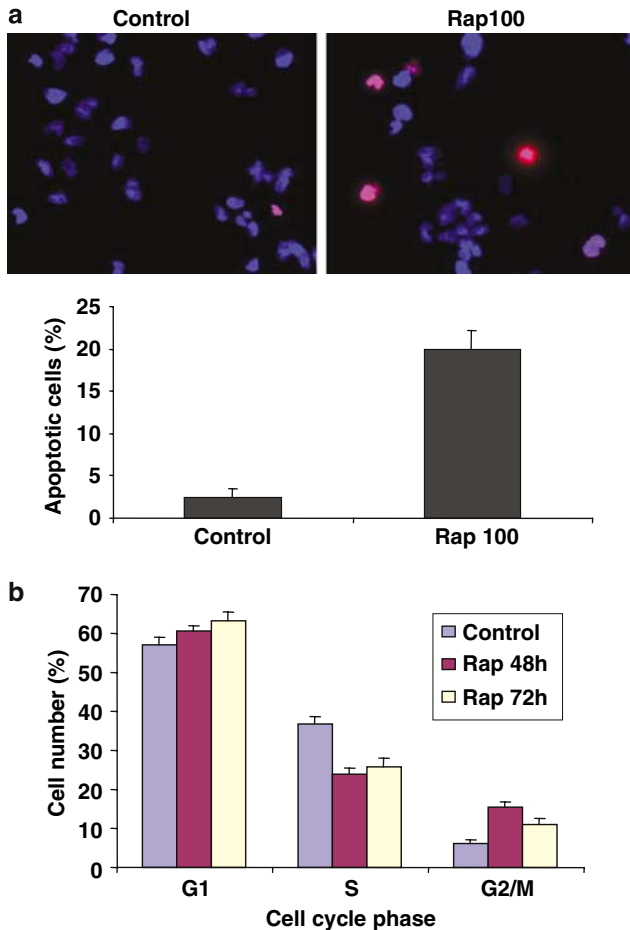 a
Control Rap100
Apoptotic cells (%)
25
20
15
10
5
0
Control Rap 100
b
Cell number (%)
70
60
50
40
30
20
10
0
Control
Rap 48h
Rap 72h
G1 S G2/M
Cell cycle phase